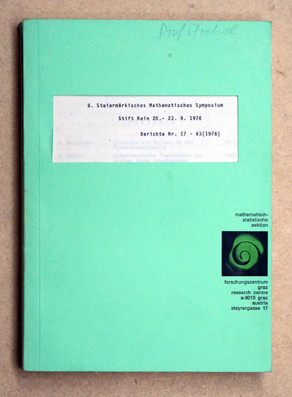 Prof Strebel
8. Steiermärkisches Mathematisches Symposium
Stift Rein 20.- 23. 9. 1976
Berichte Nr. 57 - 63(1976)
mathematisch-
statistische
sektion
forschungszentrum
graz
research centre
a-8010 graz
austria
steyrergasse 17